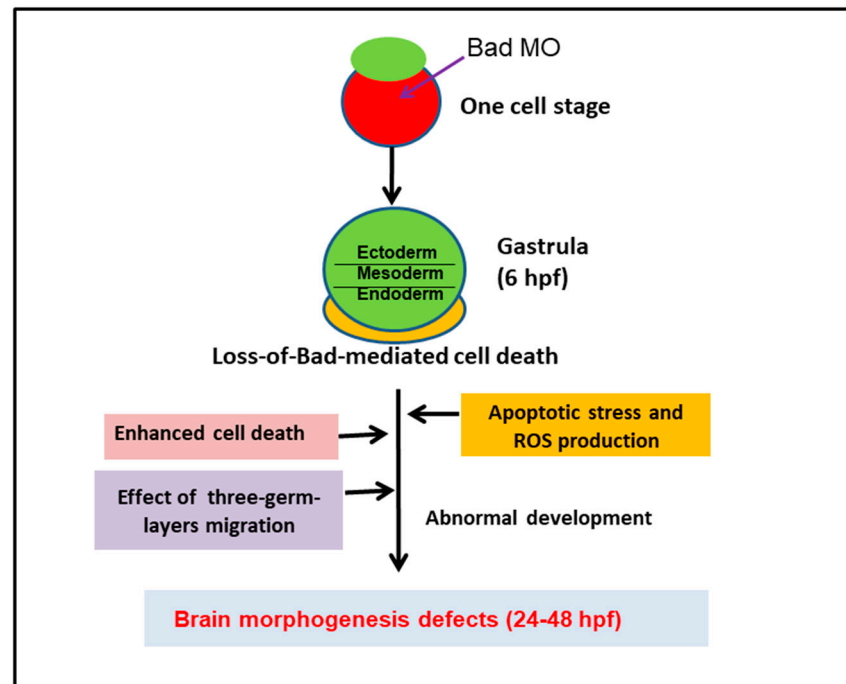 Bad MO
One cell stage
Ectoderm
Mesoderm
Endoderm
Gastrula
(6 hpf)
Loss-of-Bad-mediated cell death
Enhanced cell death
Apoptotic stress and
ROS production
Effect of three-germ-
layers migration
Abnormal development
Brain morphogenesis defects (24-48 hpf)